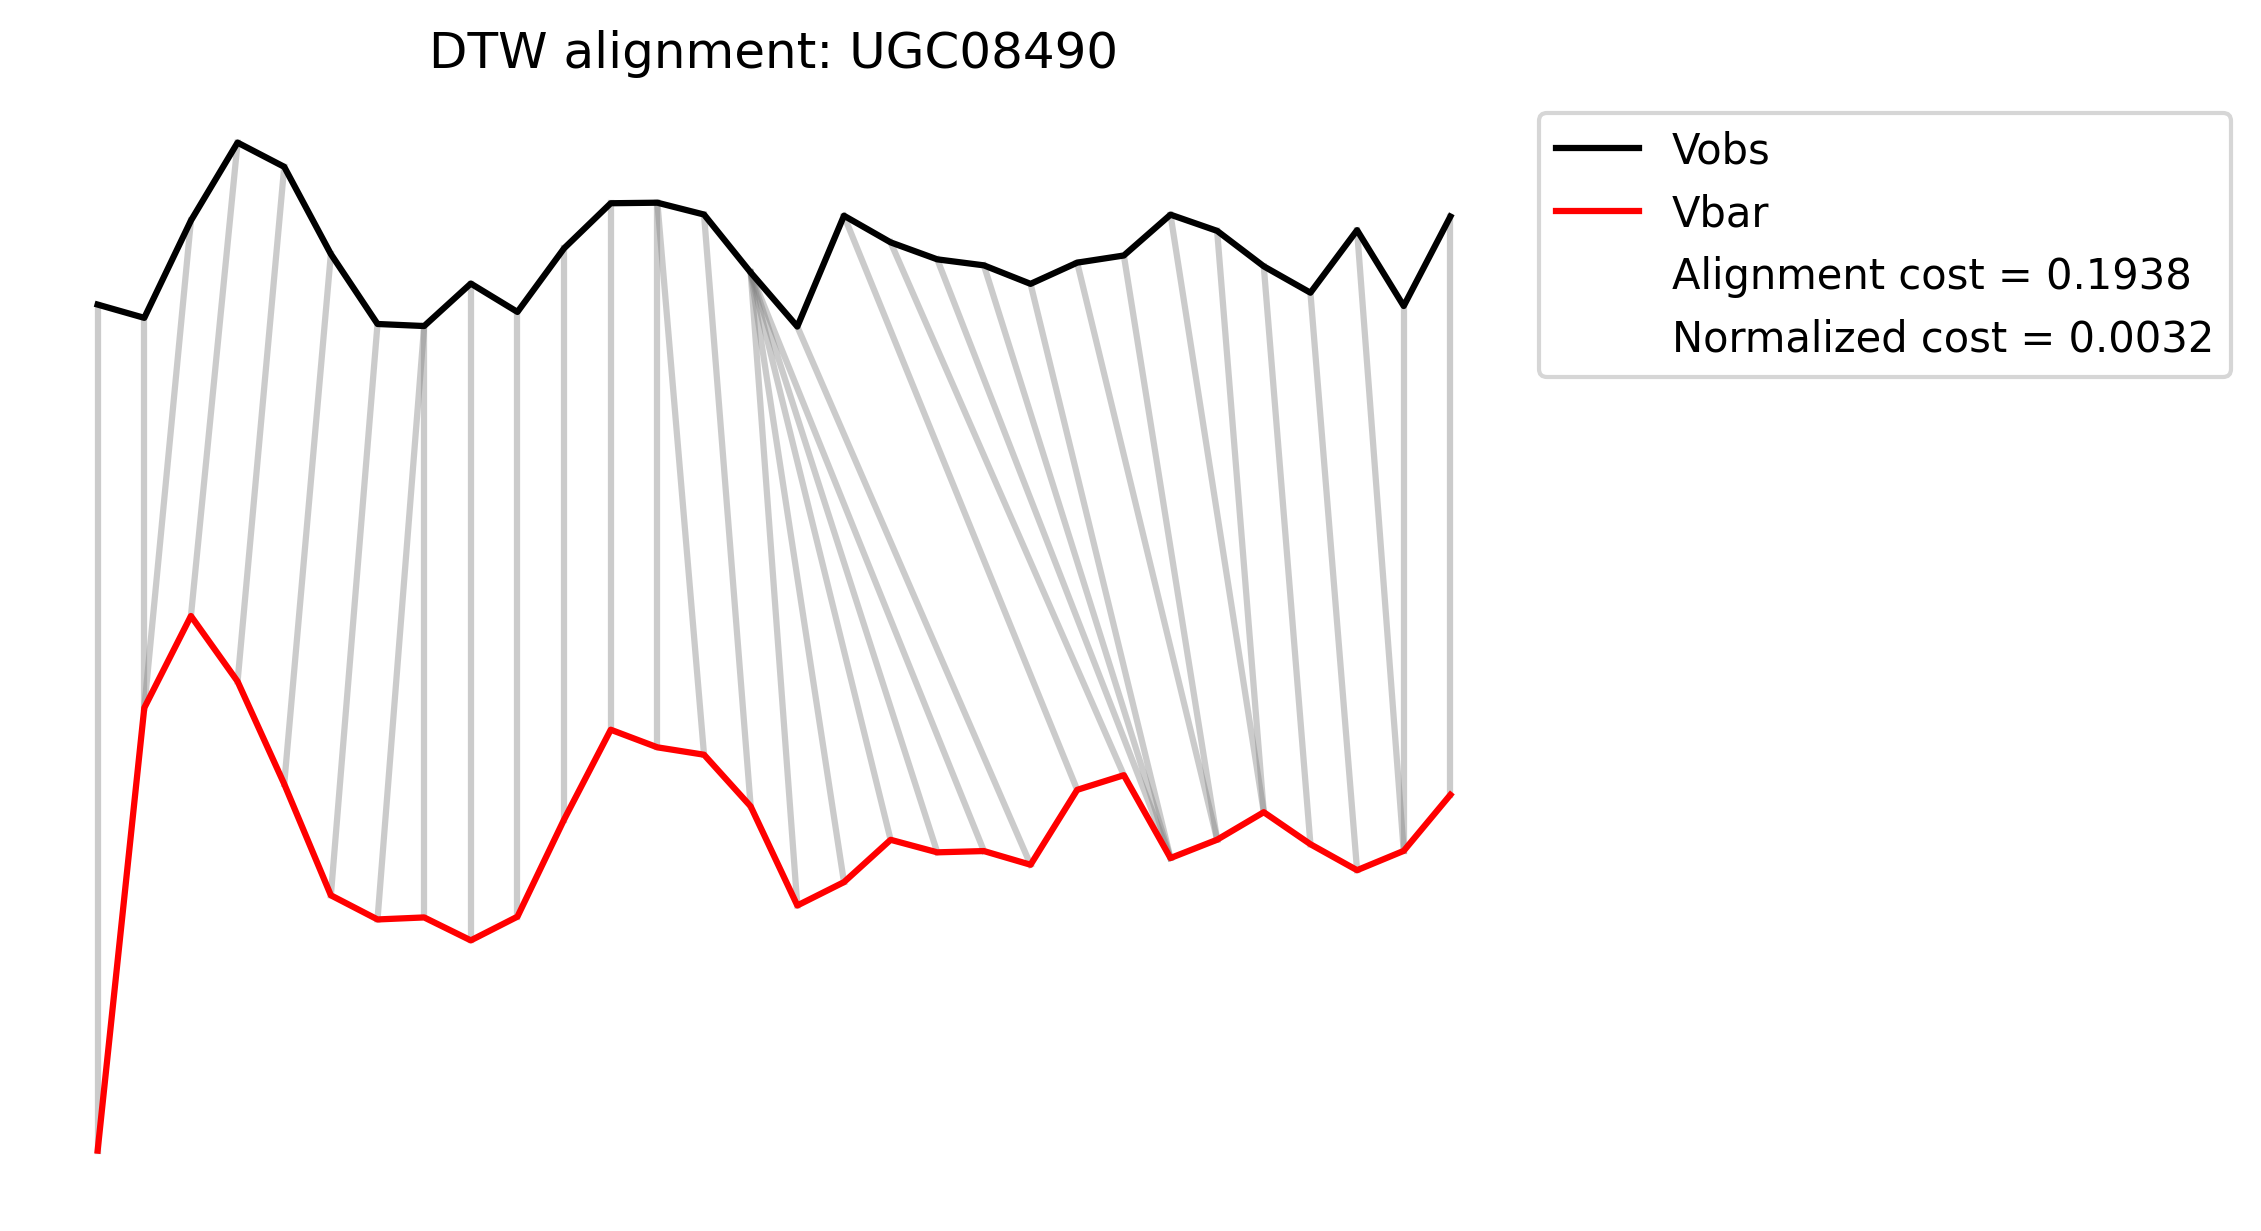 DTW alignment: UGC08490
Vobs
Vbar
Alignment cost = 0.1938
Normalized cost = 0.0032